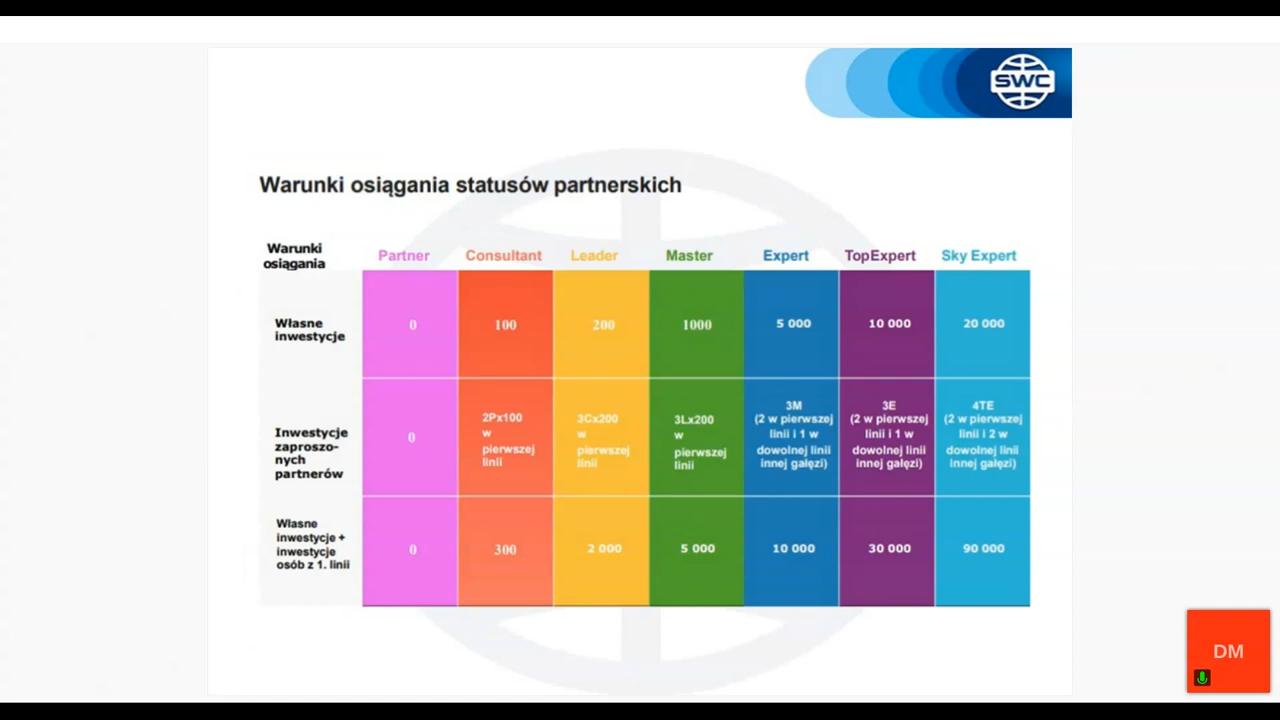 SWC
Warunki osiągania statusów partnerskich
Warunki
osiągania
Partner
Consultant
Leader
Master
Expert
TopExpert
Sky Expert
Własne
inwestycje
0
100
200
1000
5 000
10 000
20 000
Inwestycje
zaproszo-
nych
partnerów
0
2Px100
w
pierwszej
linii
3Cx200
w
pierwszej
linii
3Lx200
w
pierwszej
linii
3M
(2 w pierwszej
linii i 1 w
dowolnej linii
innej gałęzi)
3E
(2 w pierwszej
linii i 1 w
dowolnej linii
innej gałęzi)
4TE
(2 w pierwszej
linii i 2 w
dowolnej linii
innej gałęzi)
Własne
inwestycje +
inwestycje
osób z 1. linii
0
300
2 000
5 000
10 000
30 000
90 000
DM